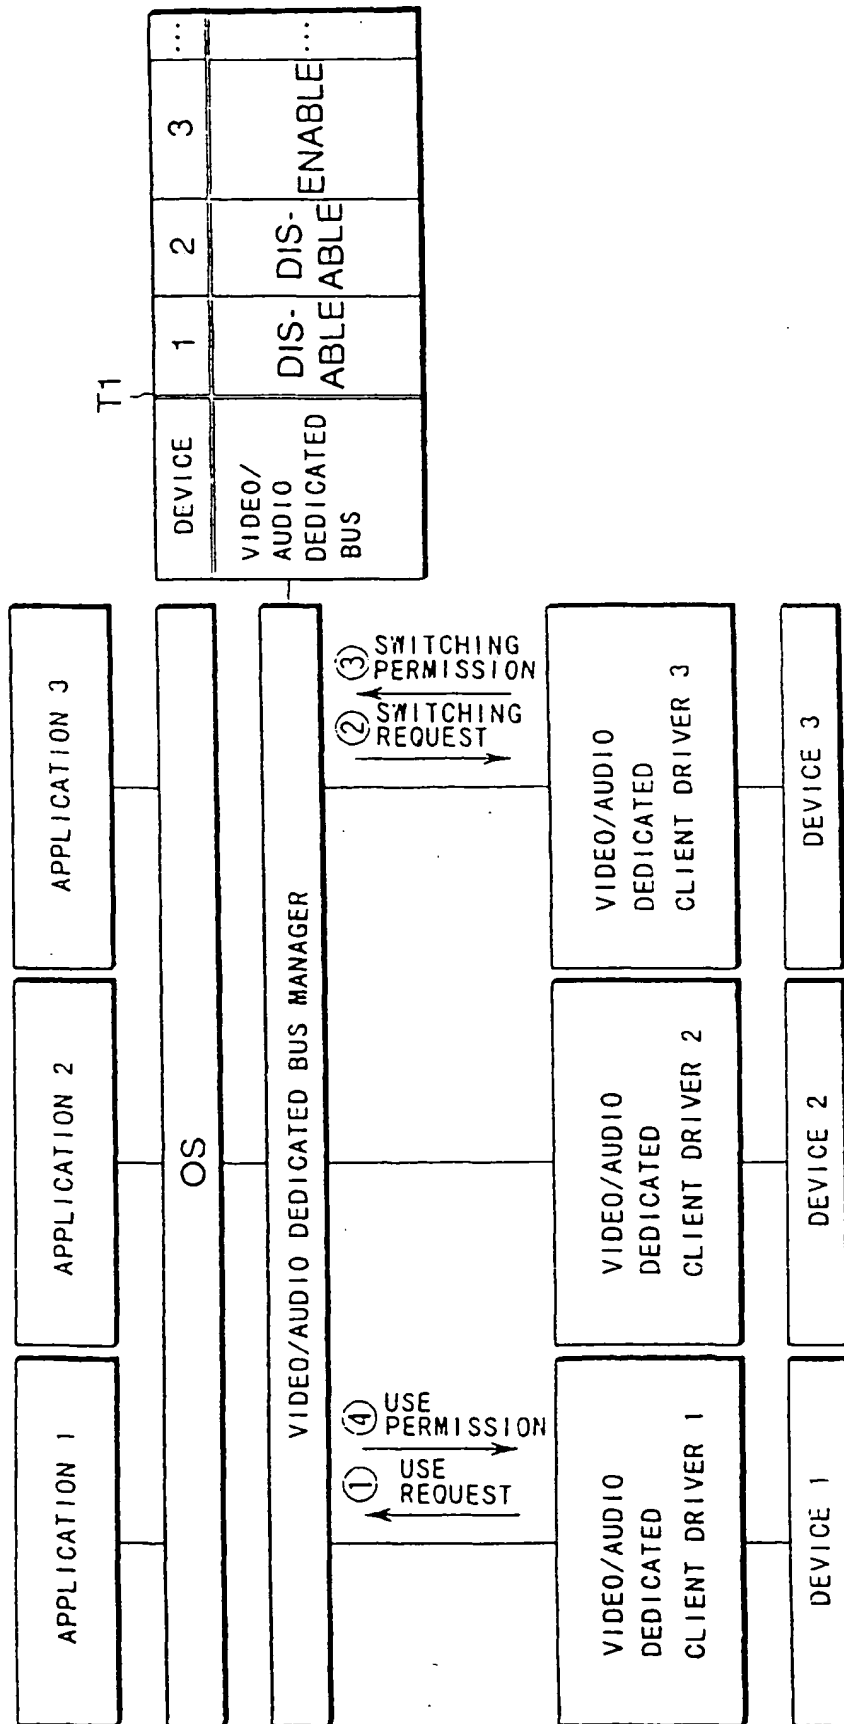 T1
DEVICE
1
2
3
...
VIDEO/
AUDIO
DEDICATED
BUS
DIS-
ABLE
DIS-
ABLE
ENABLE
...
APPLICATION 1
APPLICATION 2
APPLICATION 3
OS
VIDEO/AUDIO DEDICATED BUS MANAGER
① USE
REQUEST
④ USE
PERMISSION
② SWITCHING
REQUEST
③ SWITCHING
PERMISSION
VIDEO/AUDIO
DEDICATED
CLIENT DRIVER 1
VIDEO/AUDIO
DEDICATED
CLIENT DRIVER 2
VIDEO/AUDIO
DEDICATED
CLIENT DRIVER 3
DEVICE 1
DEVICE 2
DEVICE 3